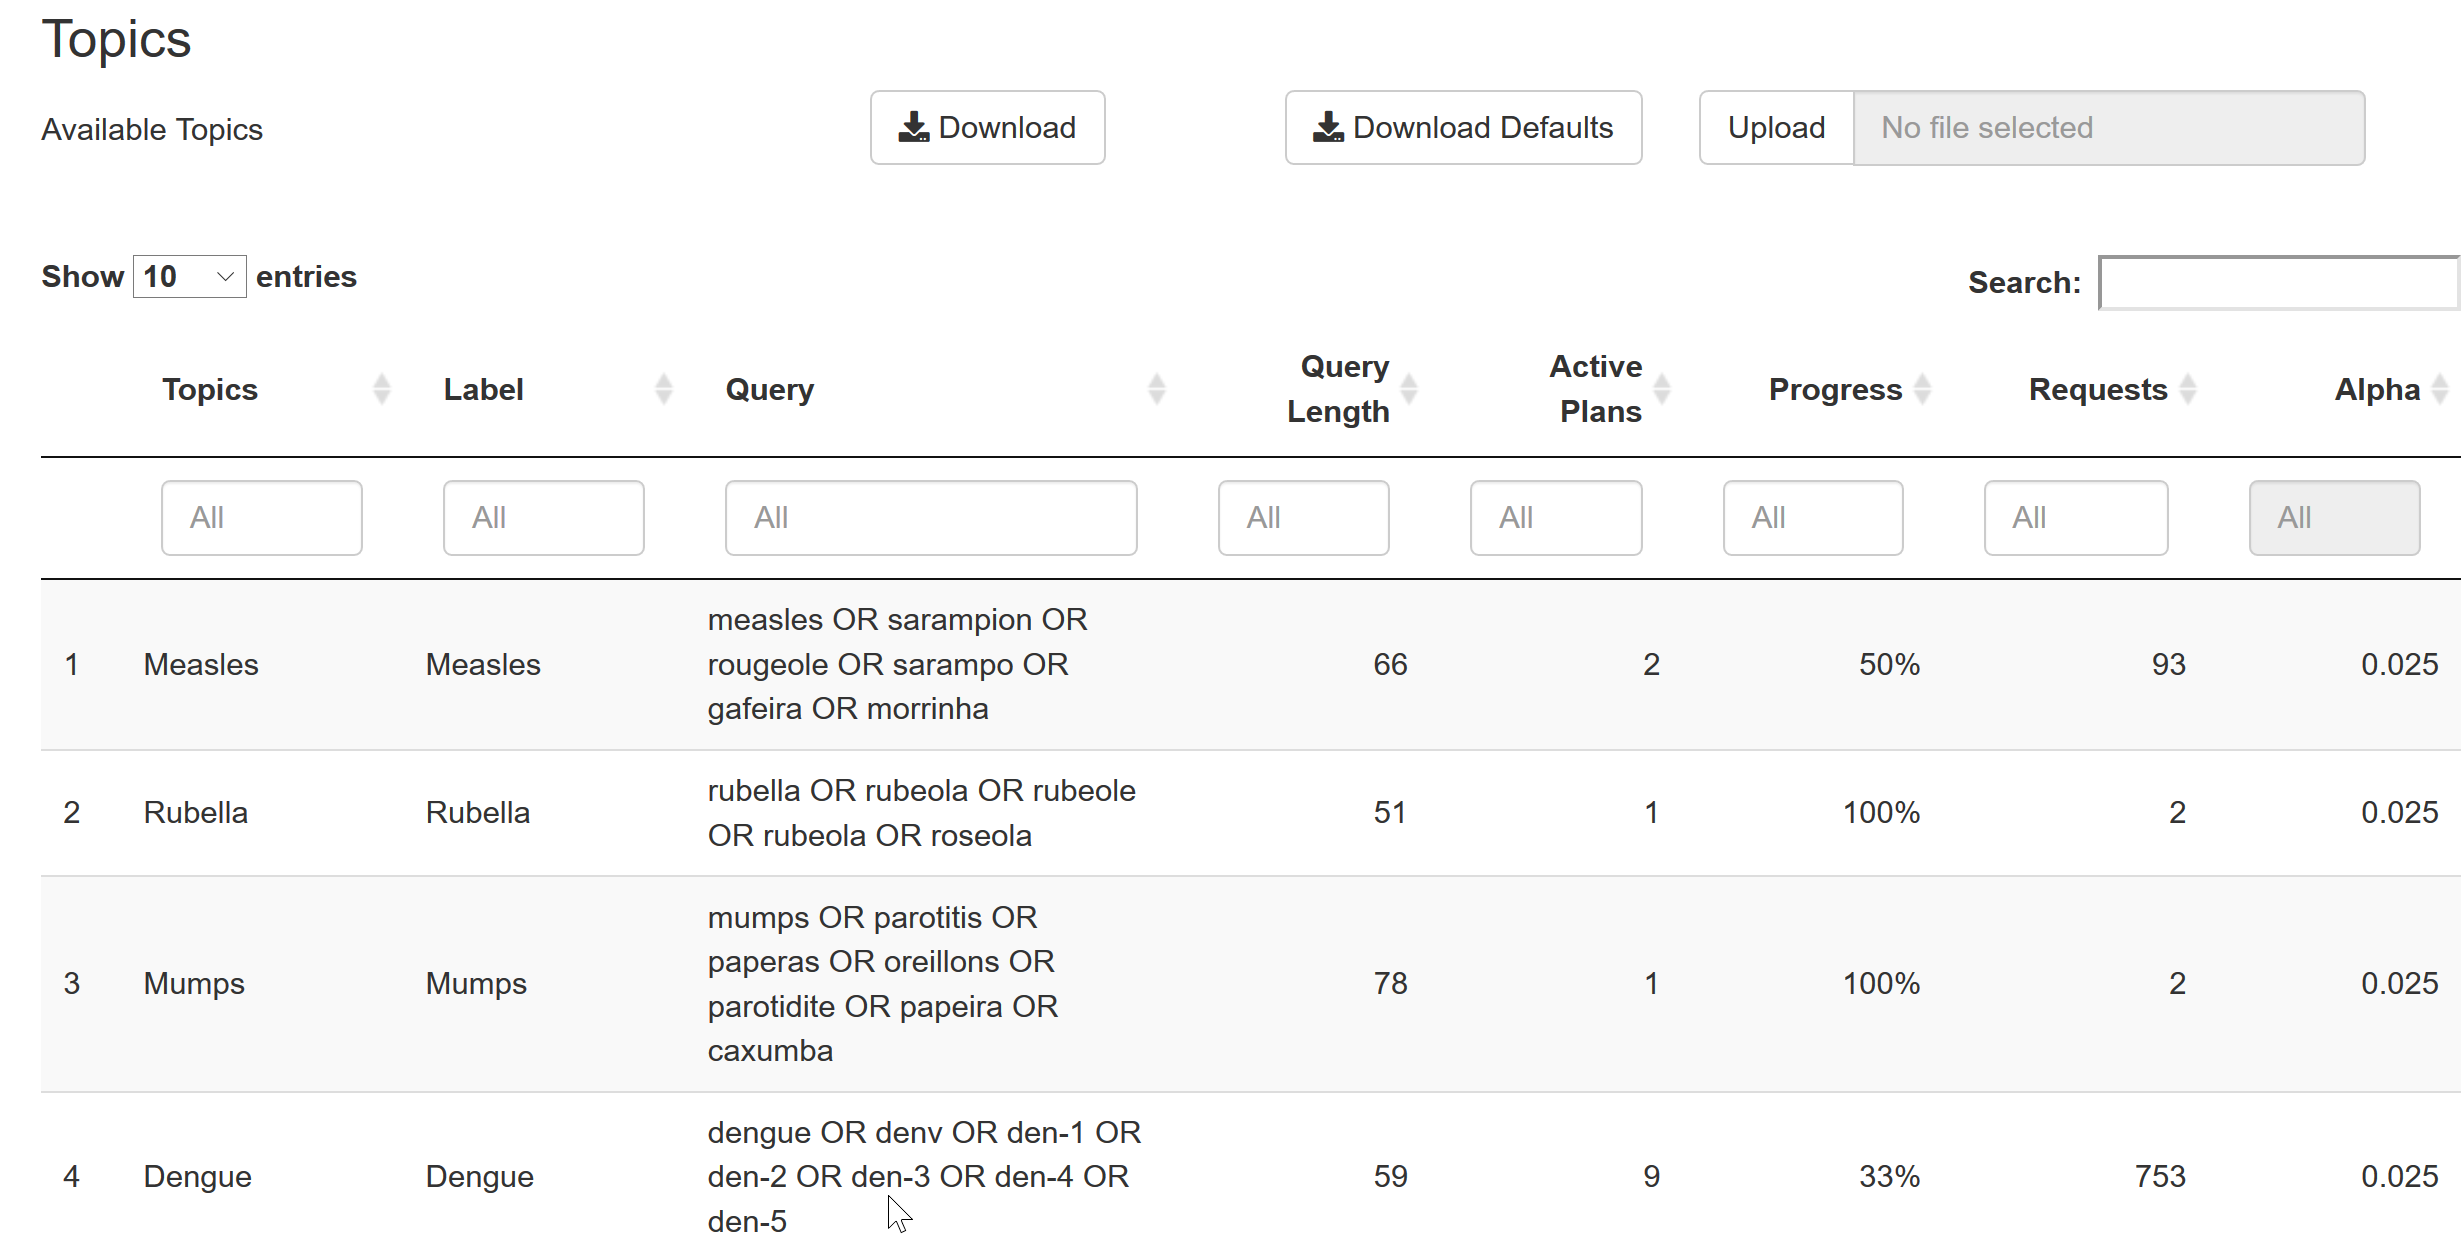 Topics
Available Topics
Download
Download Defaults
Upload
No file selected
Show 10 entries
Search:
Topics Label Query Query Length Active Plans Progress Requests Alpha
All All All All All All All All
1 Measles Measles measles OR sarampion OR
rougeole OR sarampo OR
gafeira OR morrinha 66 2 50% 93 0.025
2 Rubella Rubella rubella OR rubeola OR rubeole
OR rubeola OR roseola 51 1 100% 2 0.025
3 Mumps Mumps mumps OR parotitis OR
paperas OR oreillons OR
parotidite OR papeira OR
caxumba 78 1 100% 2 0.025
4 Dengue Dengue dengue OR denv OR den-1 OR
den-2 OR den-3 OR den-4 OR
den-5 59 9 33% 753 0.025